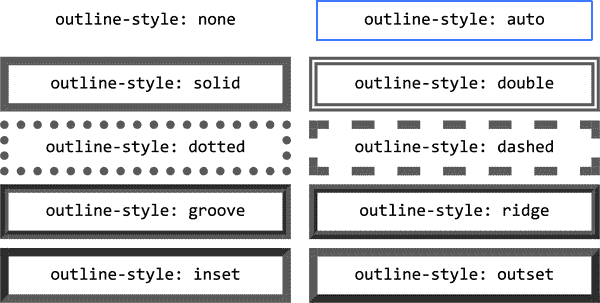 outline-style: none
outline-style: auto
outline-style: solid
outline-style: double
outline-style: dotted
outline-style: dashed
outline-style: groove
outline-style: ridge
outline-style: inset
outline-style: outset